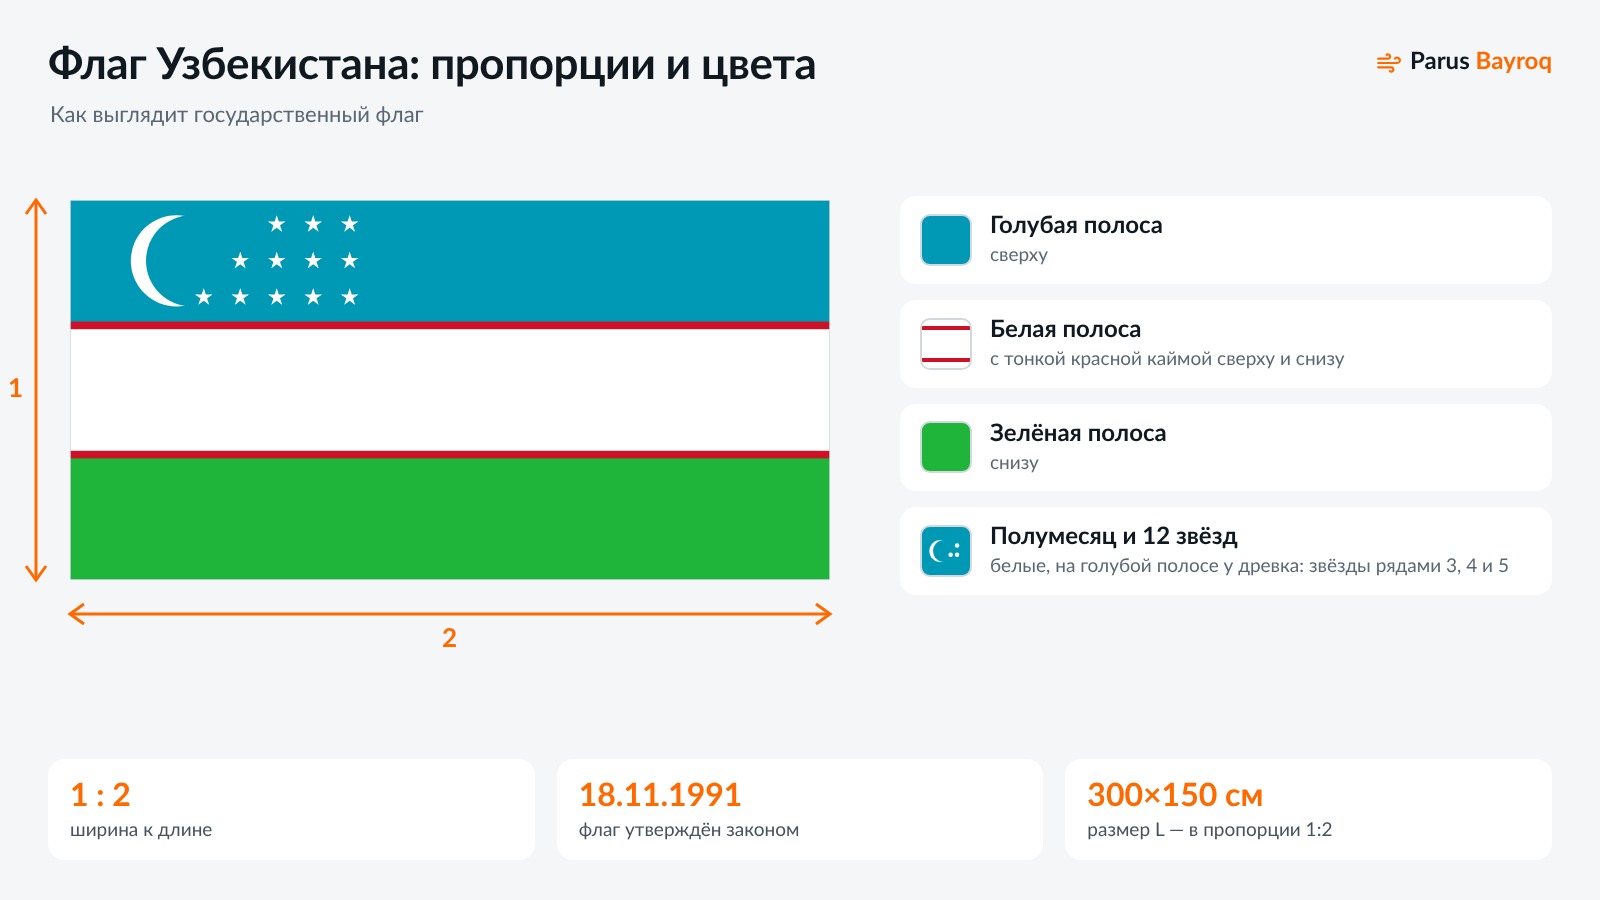 Флаг Узбекистана: пропорции и цвета
Parus Bayroq
Как выглядит государственный флаг
1
2
Голубая полоса
сверху
Белая полоса
с тонкой красной каймой сверху и снизу
Зелёная полоса
снизу
Полумесяц и 12 звёзд
белые, на голубой полосе у древка: звёзды рядами 3, 4 и 5
1 : 2
ширина к длине
18.11.1991
флаг утверждён законом
300×150 см
размер L — в пропорции 1:2